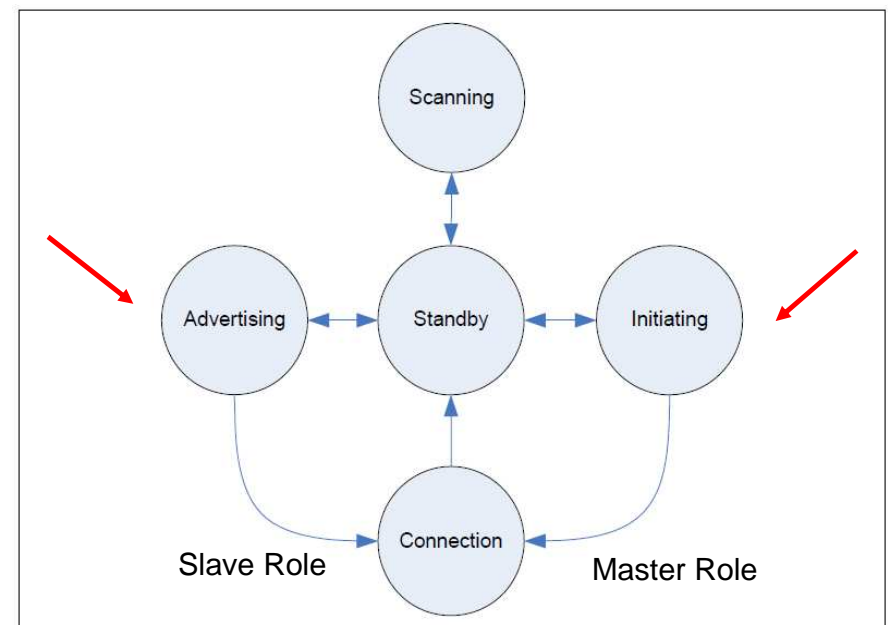 Scanning
Advertising
Standby
Initiating
Connection
Slave Role
Master Role